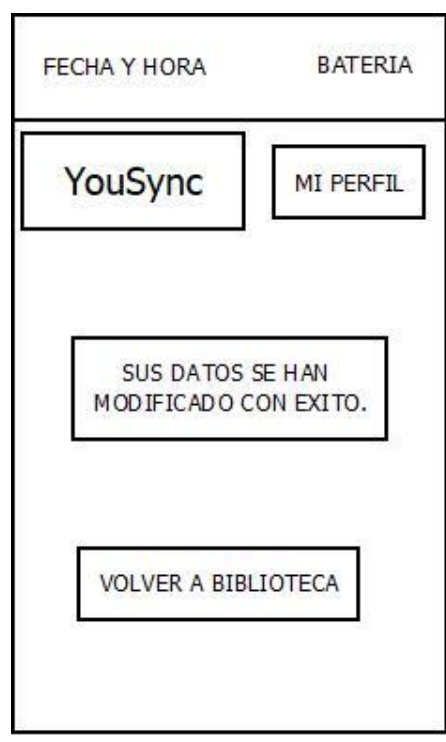 FECHA Y HORA
BATERIA
YouSync
MI PERFIL
SUS DATOS SE HAN
MODIFICADO CON EXITO.
VOLVER A BIBLIOTECA